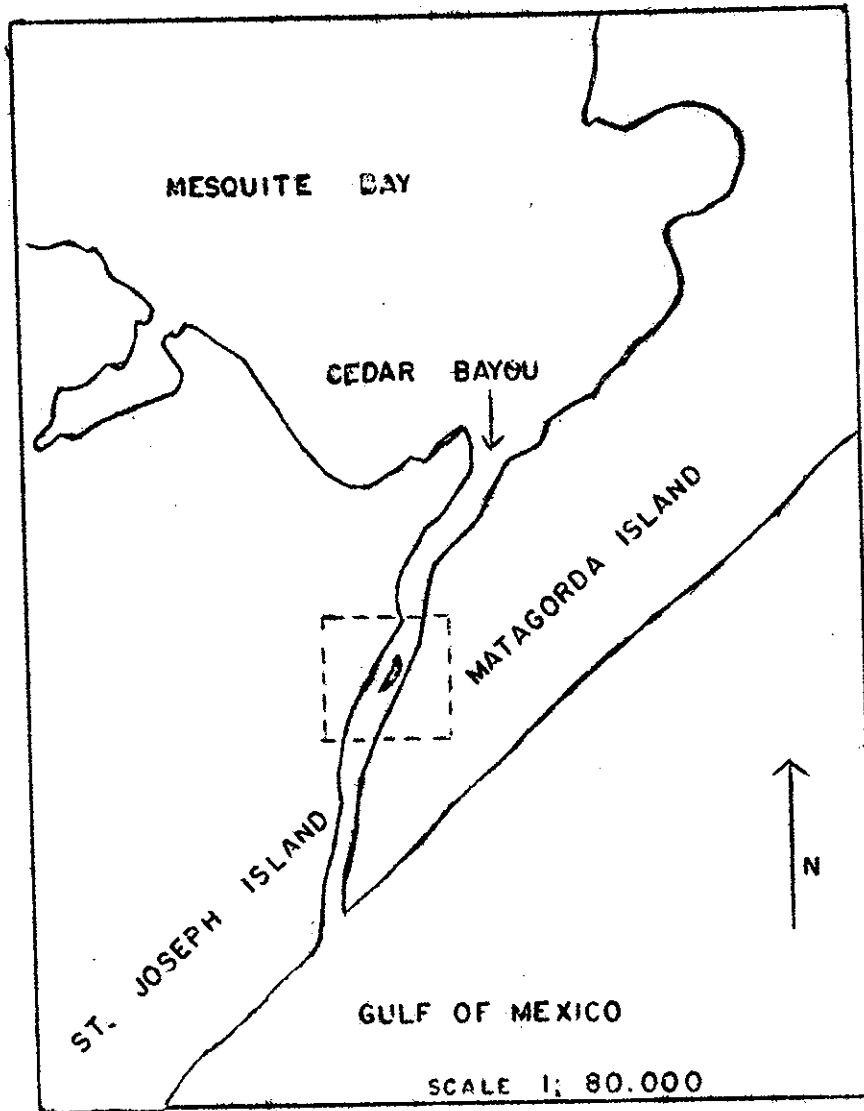 MESQUITE BAY
CEDAR BAYOU
MATAGORDA ISLAND
ST. JOSEPH ISLAND
N
GULF OF MEXICO
SCALE 1: 80.000